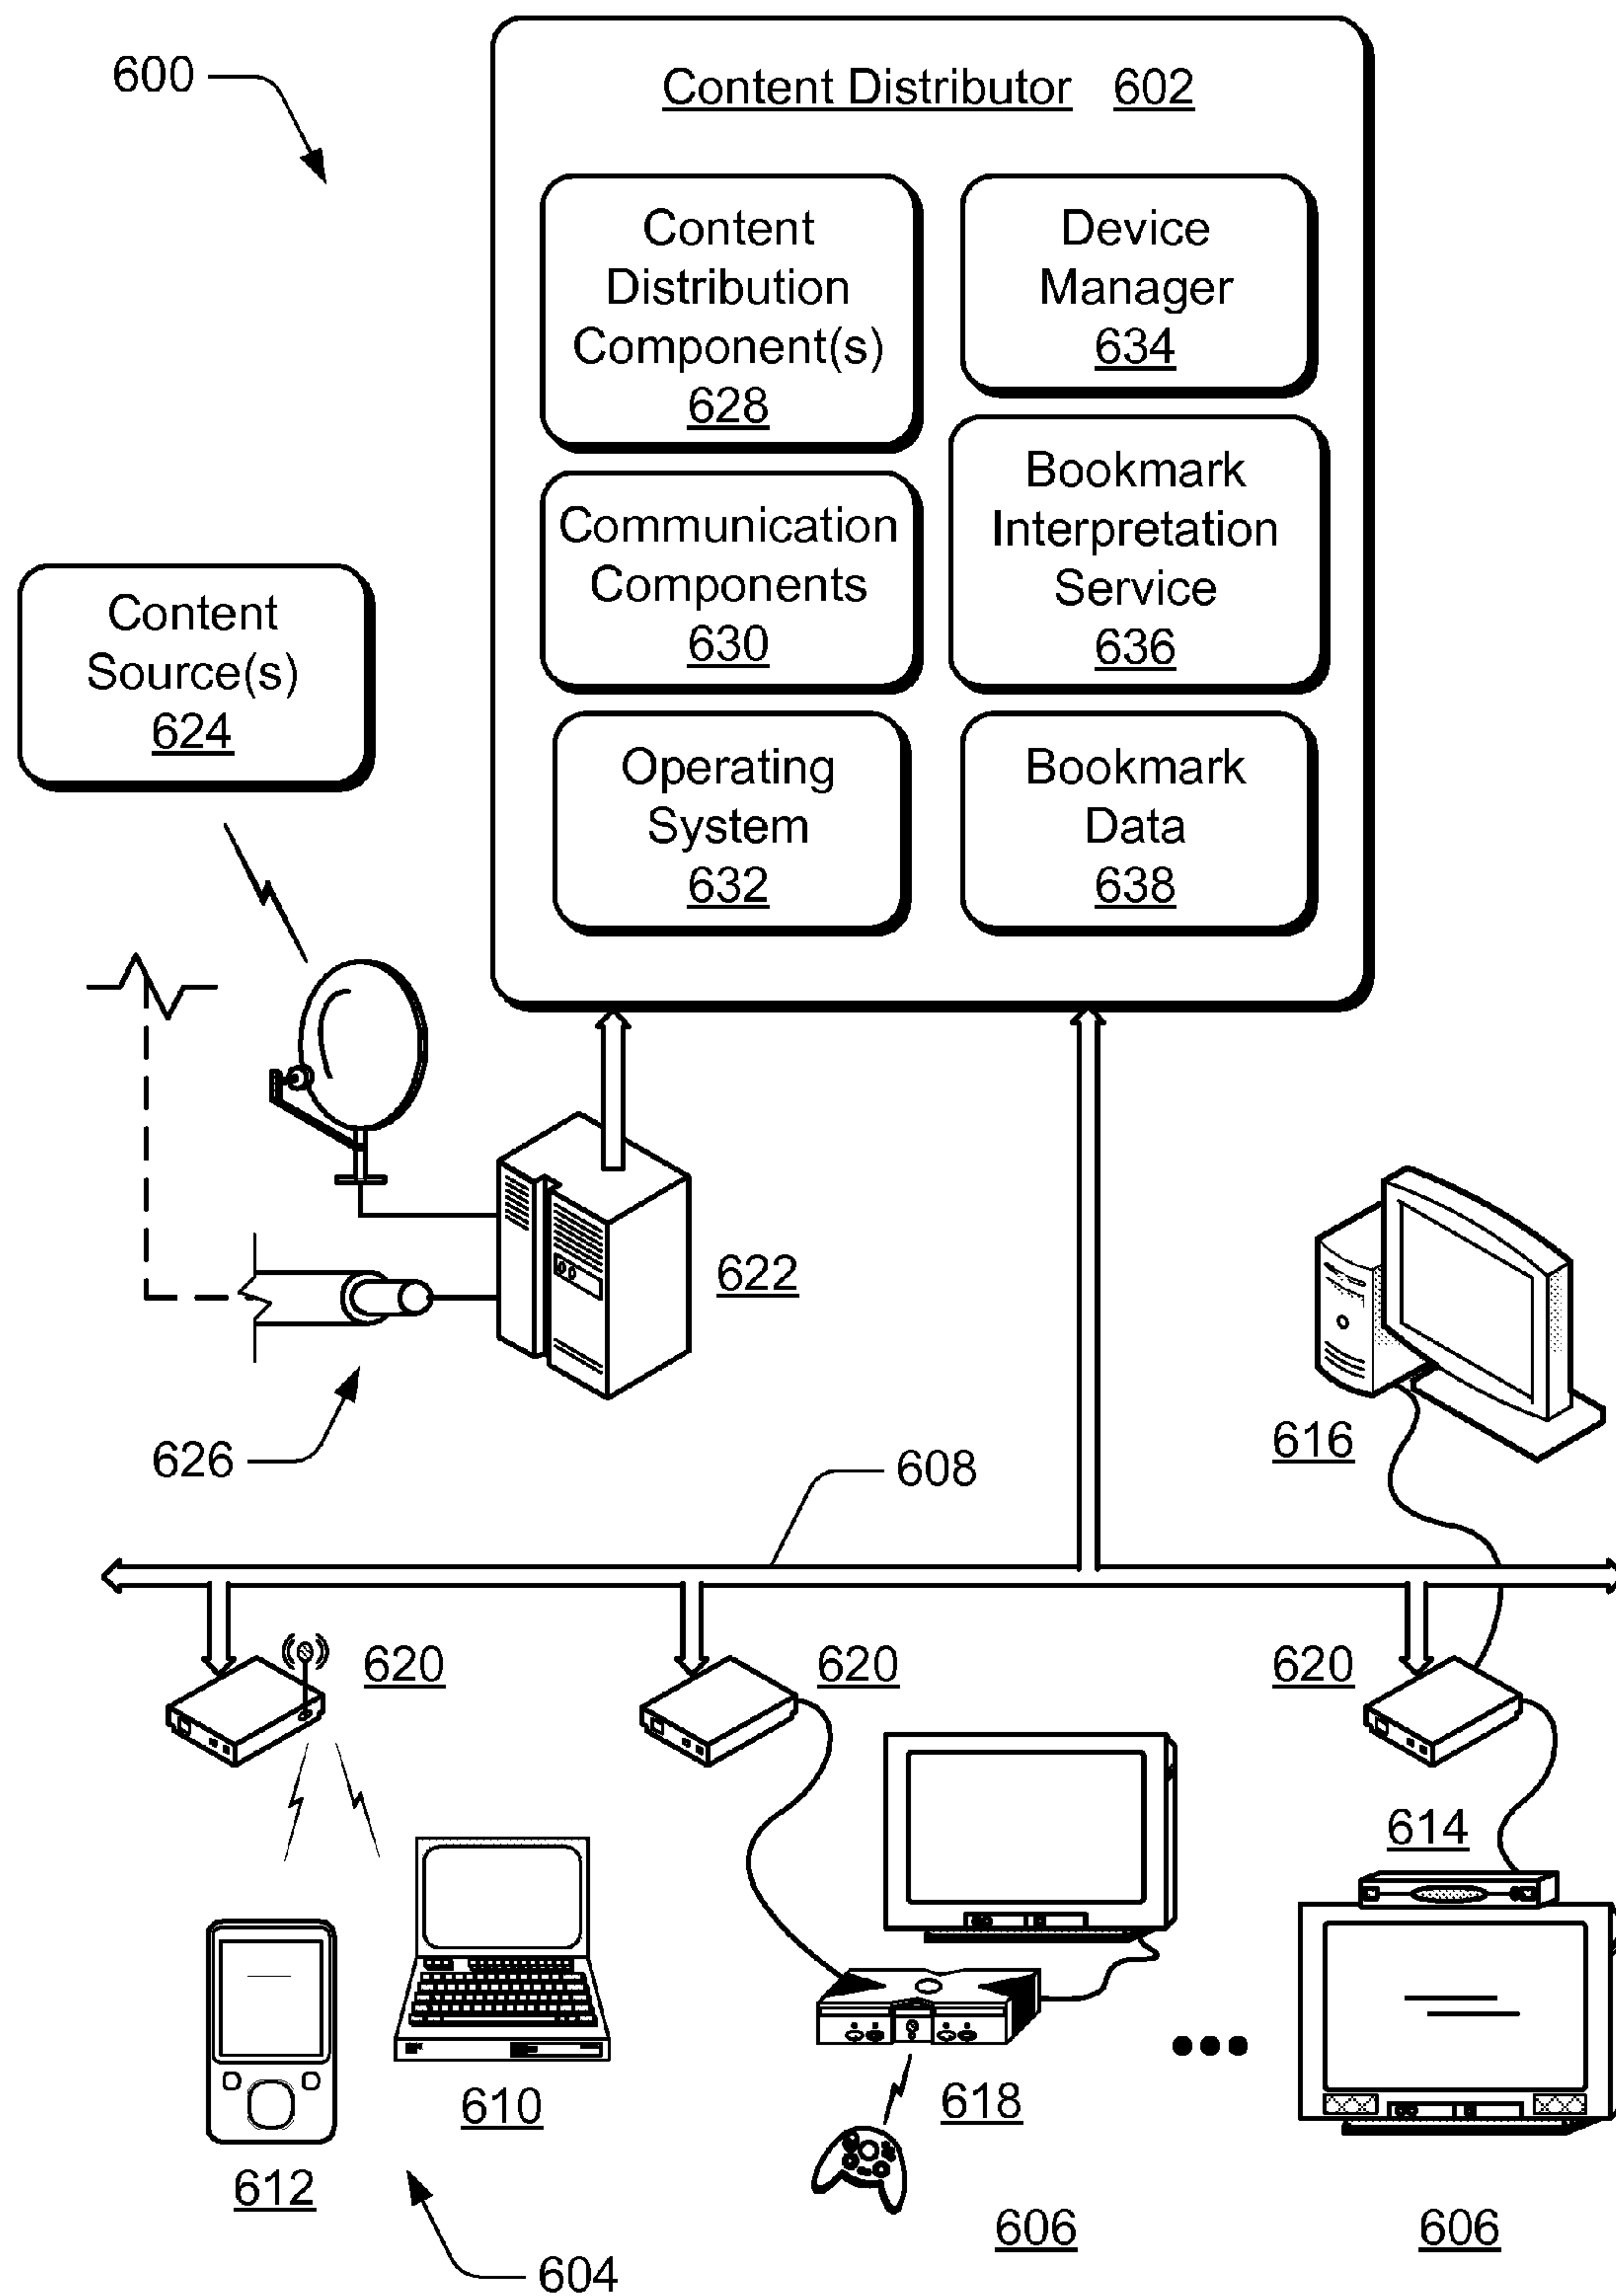 600
Content Distributor 602
Content
Distribution
Component(s)
628
Device
Manager
634
Communication
Components
630
Bookmark
Interpretation
Service
636
Content
Source(s)
624
Operating
System
632
Bookmark
Data
638
622
626
616
608
620
620
620
614
610
618
612
606
606
604